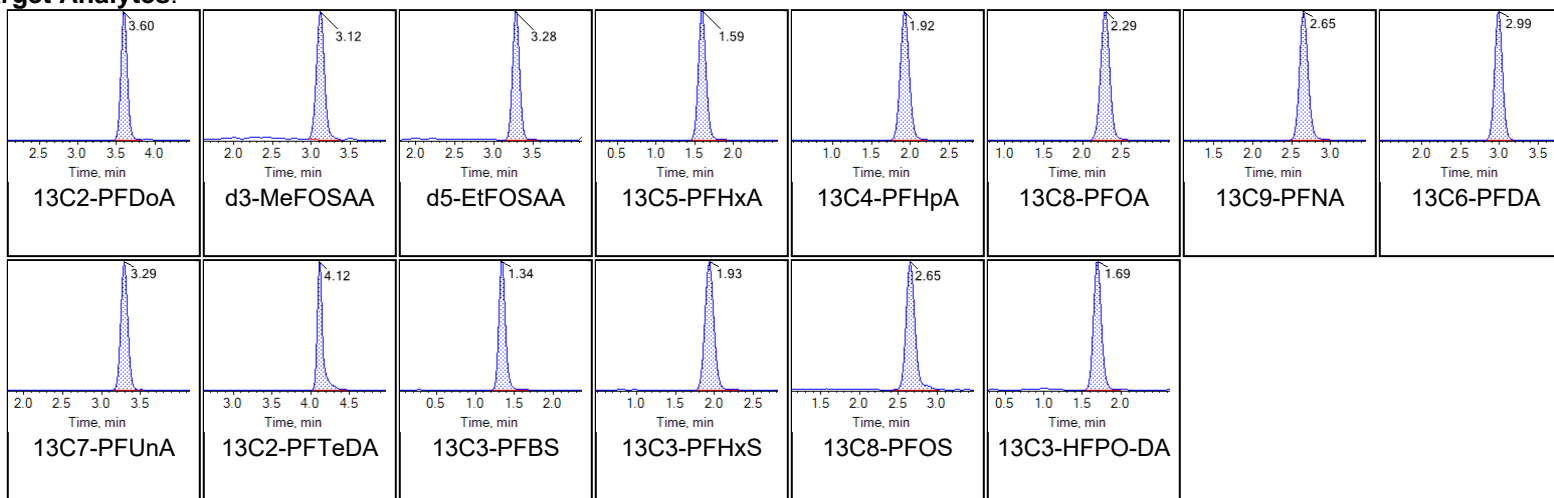 3.60 3.12 3.28 1.59 1.92 2.29 2.65 2.99
2.5 3.0 3.5 4.0 2.0 2.5 3.0 3.5 2.0 2.5 3.0 3.5 0.5 1.0 1.5 2.0 1.0 1.5 2.0 2.5 1.0 1.5 2.0 2.5 1.5 2.0 2.5 3.0 2.0 2.5 3.0 3.5
Time, min Time, min Time, min Time, min Time, min Time, min Time, min Time, min
13C2-PFDoA d3-MeFOSAA d5-EtFOSAA 13C5-PFHxA 13C4-PFHpA 13C8-PFOA 13C9-PFNA 13C6-PFDA
3.29 4.12 1.34 1.93 2.65 1.69
2.0 2.5 3.0 3.5 3.0 3.5 4.0 4.5 0.5 1.0 1.5 2.0 1.0 1.5 2.0 2.5 1.5 2.0 2.5 3.0 0.5 1.0 1.5 2.0
Time, min Time, min Time, min Time, min Time, min Time, min
13C7-PFUnA 13C2-PFTeDA 13C3-PFBS 13C3-PFHxS 13C8-PFOS 13C3-HFPO-DA